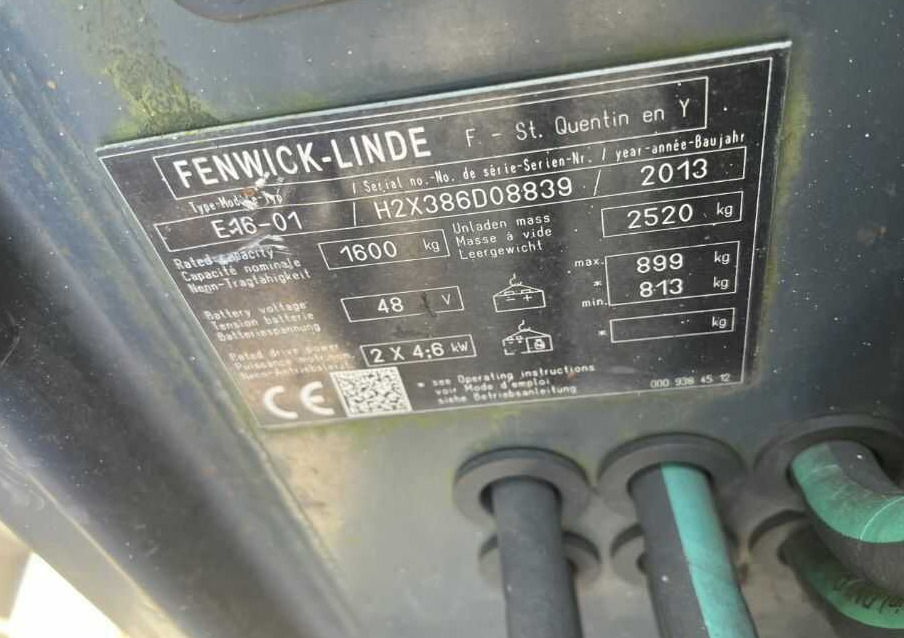 FENWICK-LINDE F - St. Quentin en Y
Type-Modèle-Typ / Serial no.-No. de série-Serien-Nr. / year-année-Baujahr
E16-01 / H2X386D08839 / 2013
Rated capacity
Capacité nominale
Nenn-Tragfähigkeit
1600 kg
Unladen mass
Masse à vide
Leergewicht
2520 kg
Battery voltage
Tension batterie
Batteriespannung
48 V
max. 899 kg
*
min. 813 kg
* kg
Rated drive
2 X 4,6 kW
CE
* see Operating instructions
voir Mode d'emploi
siehe Betriebsanleitung
000 938 45 12